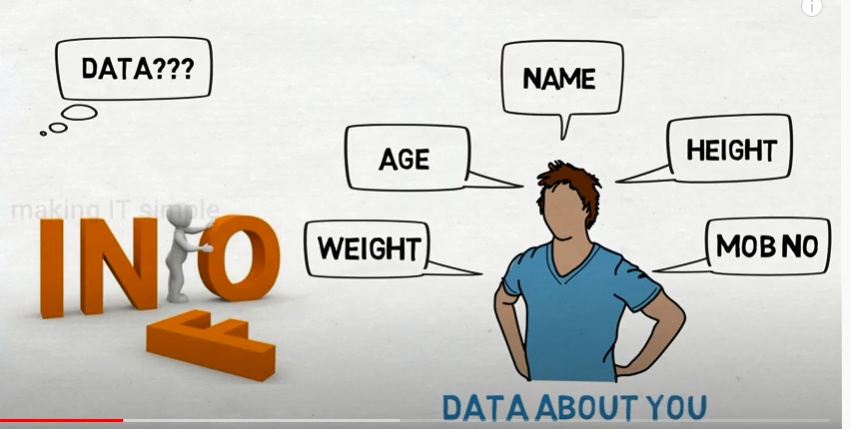 DATA???
NAME
AGE
HEIGHT
making IT simple
WEIGHT
MOB NO
INFO
DATA ABOUT YOU